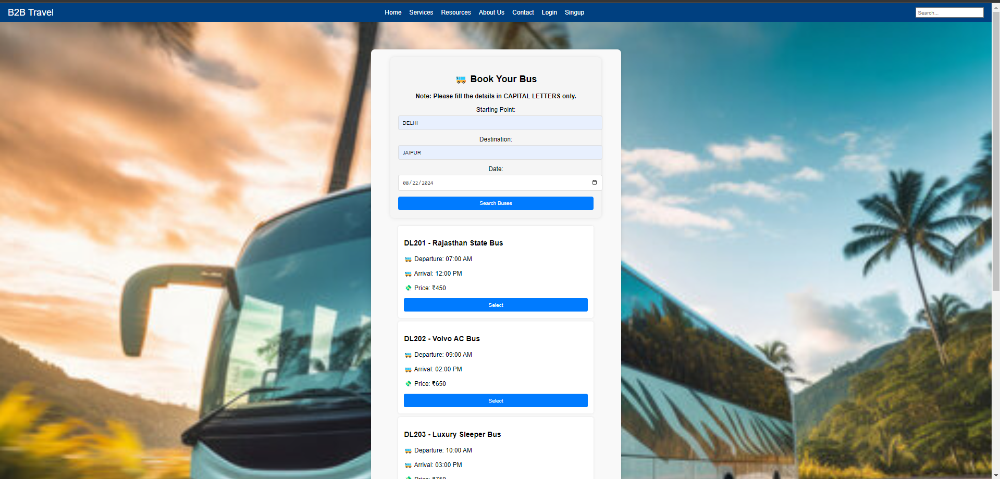 B2B Travel
Home Services Resources About Us Contact Login Singup
Search...
Book Your Bus
Note: Please fill the details in CAPITAL LETTERS only.
Starting Point:
DELHI
Destination:
JAIPUR
Date:
08/22/2024
Search Buses
DL201 - Rajasthan State Bus
Departure: 07:00 AM
Arrival: 12:00 PM
Price: ₹450
Select
DL202 - Volvo AC Bus
Departure: 09:00 AM
Arrival: 02:00 PM
Price: ₹650
Select
DL203 - Luxury Sleeper Bus
Departure: 10:00 AM
Arrival: 03:00 PM
Price: ₹750